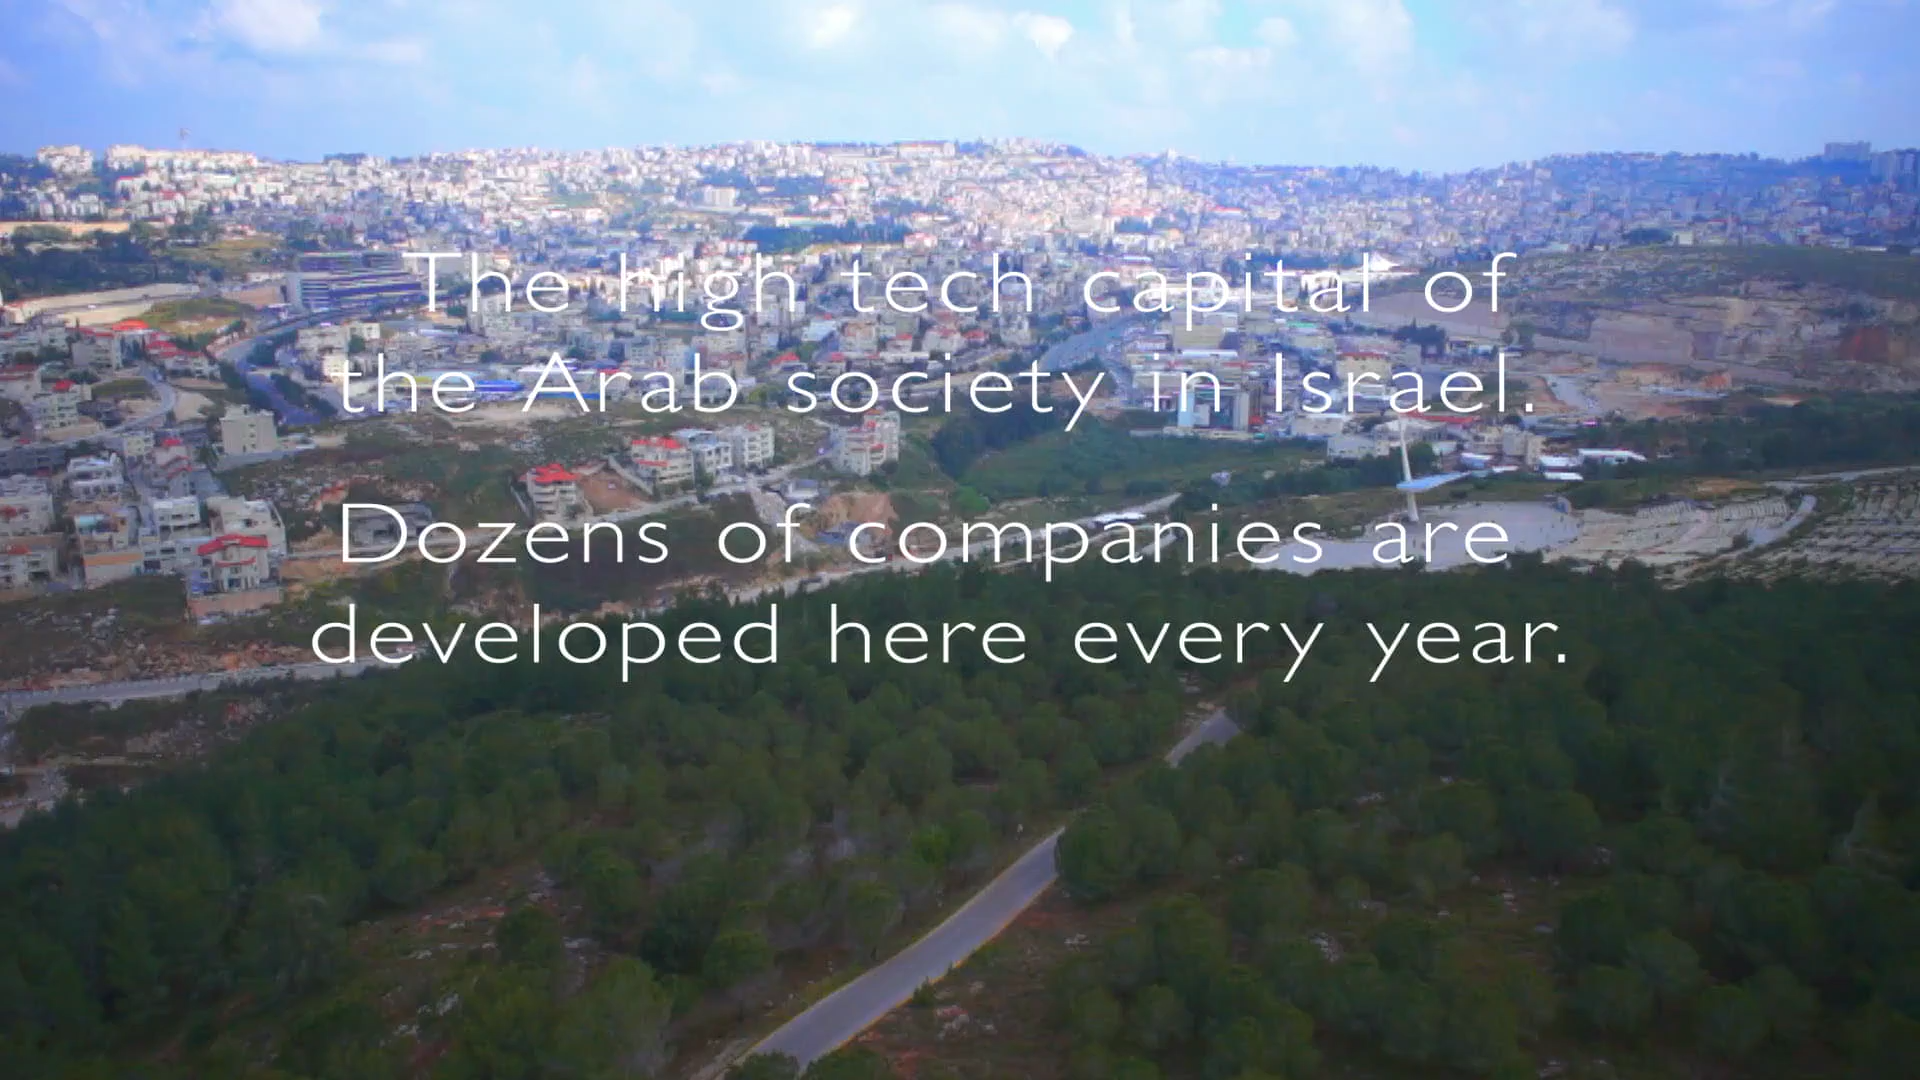 The high tech capital of
the Arab society in Israel.
Dozens of companies are
developed here every year.